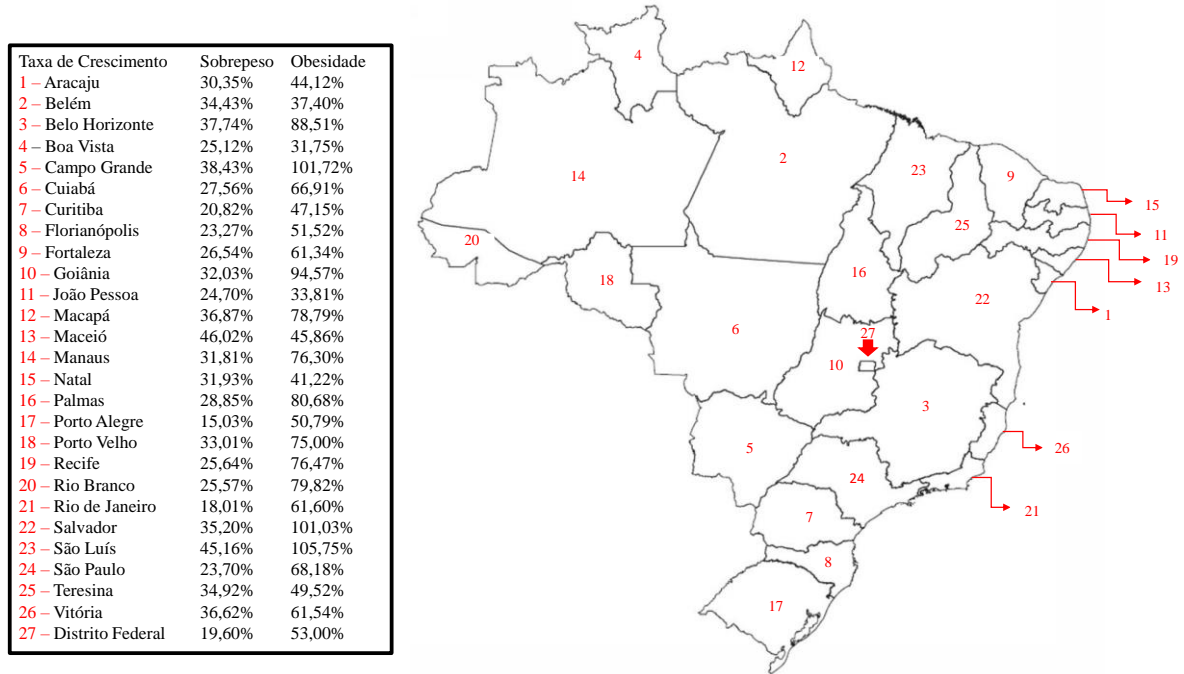 Taxa de Crescimento Sobrepeso Obesidade
1 – Aracaju 30,35% 44,12%
2 – Belém 34,43% 37,40%
3 – Belo Horizonte 37,74% 88,51%
4 – Boa Vista 25,12% 31,75%
5 – Campo Grande 38,43% 101,72%
6 – Cuiabá 27,56% 66,91%
7 – Curitiba 20,82% 47,15%
8 – Florianópolis 23,27% 51,52%
9 – Fortaleza 26,54% 61,34%
10 – Goiânia 32,03% 94,57%
11 – João Pessoa 24,70% 33,81%
12 – Macapá 36,87% 78,79%
13 – Maceió 46,02% 45,86%
14 – Manaus 31,81% 76,30%
15 – Natal 31,93% 41,22%
16 – Palmas 28,85% 80,68%
17 – Porto Alegre 15,03% 50,79%
18 – Porto Velho 33,01% 75,00%
19 – Recife 25,64% 76,47%
20 – Rio Branco 25,57% 79,82%
21 – Rio de Janeiro 18,01% 61,60%
22 – Salvador 35,20% 101,03%
23 – São Luís 45,16% 105,75%
24 – São Paulo 23,70% 68,18%
25 – Teresina 34,92% 49,52%
26 – Vitória 36,62% 61,54%
27 – Distrito Federal 19,60% 53,00%
4
12
2
23
9
14
15
25
11
20
19
16
18
13
22
1
6
27
10
3
5
26
24
21
7
8
17